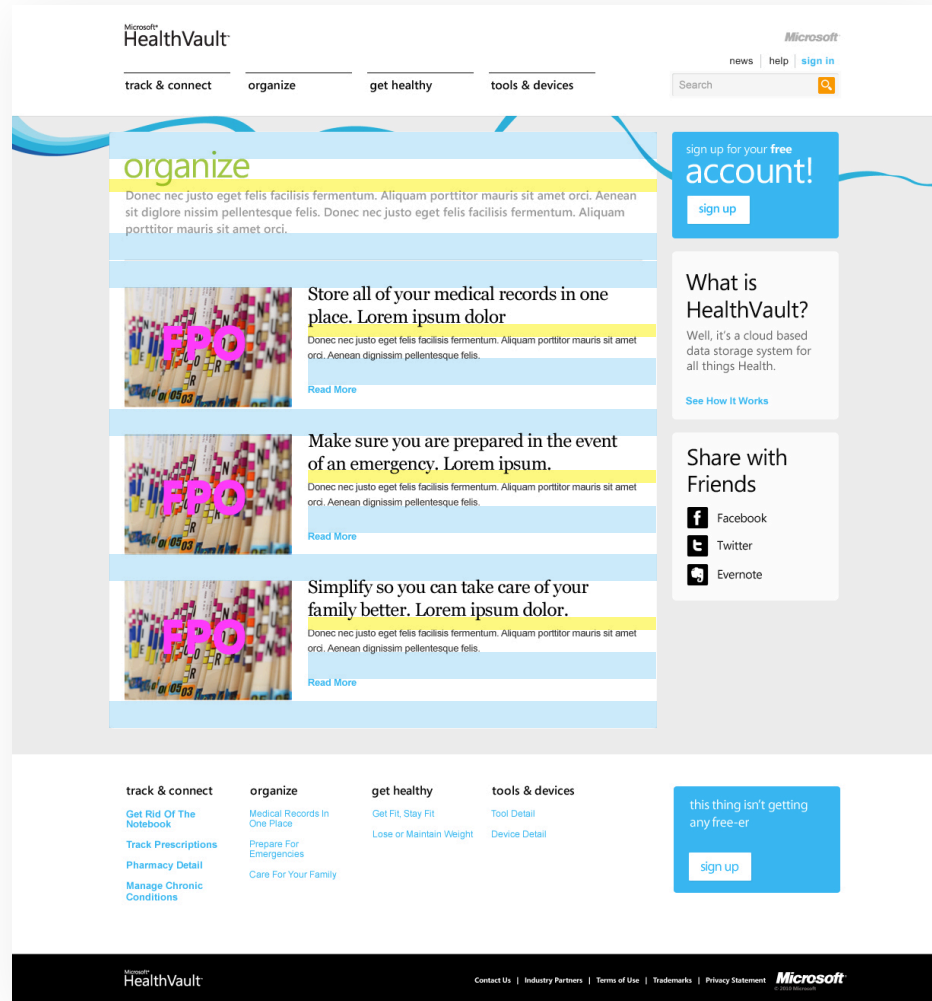 Microsoft®
HealthVault™
Microsoft
news | help | sign in
track & connect
organize
get healthy
tools & devices
Search
organize
Donec nec justo eget felis facilisis fermentum. Aliquam porttitor mauris sit amet orci. Aenean
sit diglore nissim pellentesque felis. Donec nec justo eget felis facilisis fermentum. Aliquam
porttitor mauris sit amet orci.
FPO
Store all of your medical records in one
place. Lorem ipsum dolor
Donec nec justo eget felis facilisis fermentum. Aliquam porttitor mauris sit amet
orci. Aenean dignissim pellentesque felis.
Read More
FPO
Make sure you are prepared in the event
of an emergency. Lorem ipsum.
Donec nec justo eget felis facilisis fermentum. Aliquam porttitor mauris sit amet
orci. Aenean dignissim pellentesque felis.
Read More
FPO
Simplify so you can take care of your
family better. Lorem ipsum dolor.
Donec nec justo eget felis facilisis fermentum. Aliquam porttitor mauris sit amet
orci. Aenean dignissim pellentesque felis.
Read More
sign up for your free
account!
sign up
What is
HealthVault?
Well, it's a cloud based
data storage system for
all things Health.
See How It Works
Share with
Friends
Facebook
Twitter
Evernote
track & connect
Get Rid Of The
Notebook
Track Prescriptions
Pharmacy Detail
Manage Chronic
Conditions
organize
Medical Records In
One Place
Prepare For
Emergencies
Care For Your Family
get healthy
Get Fit, Stay Fit
Lose or Maintain Weight
tools & devices
Tool Detail
Device Detail
this thing isn't getting
any free-er
sign up
Microsoft®
HealthVault™
Contact Us | Industry Partners | Terms of Use | Trademarks | Privacy Statement
Microsoft
© 2010 Microsoft